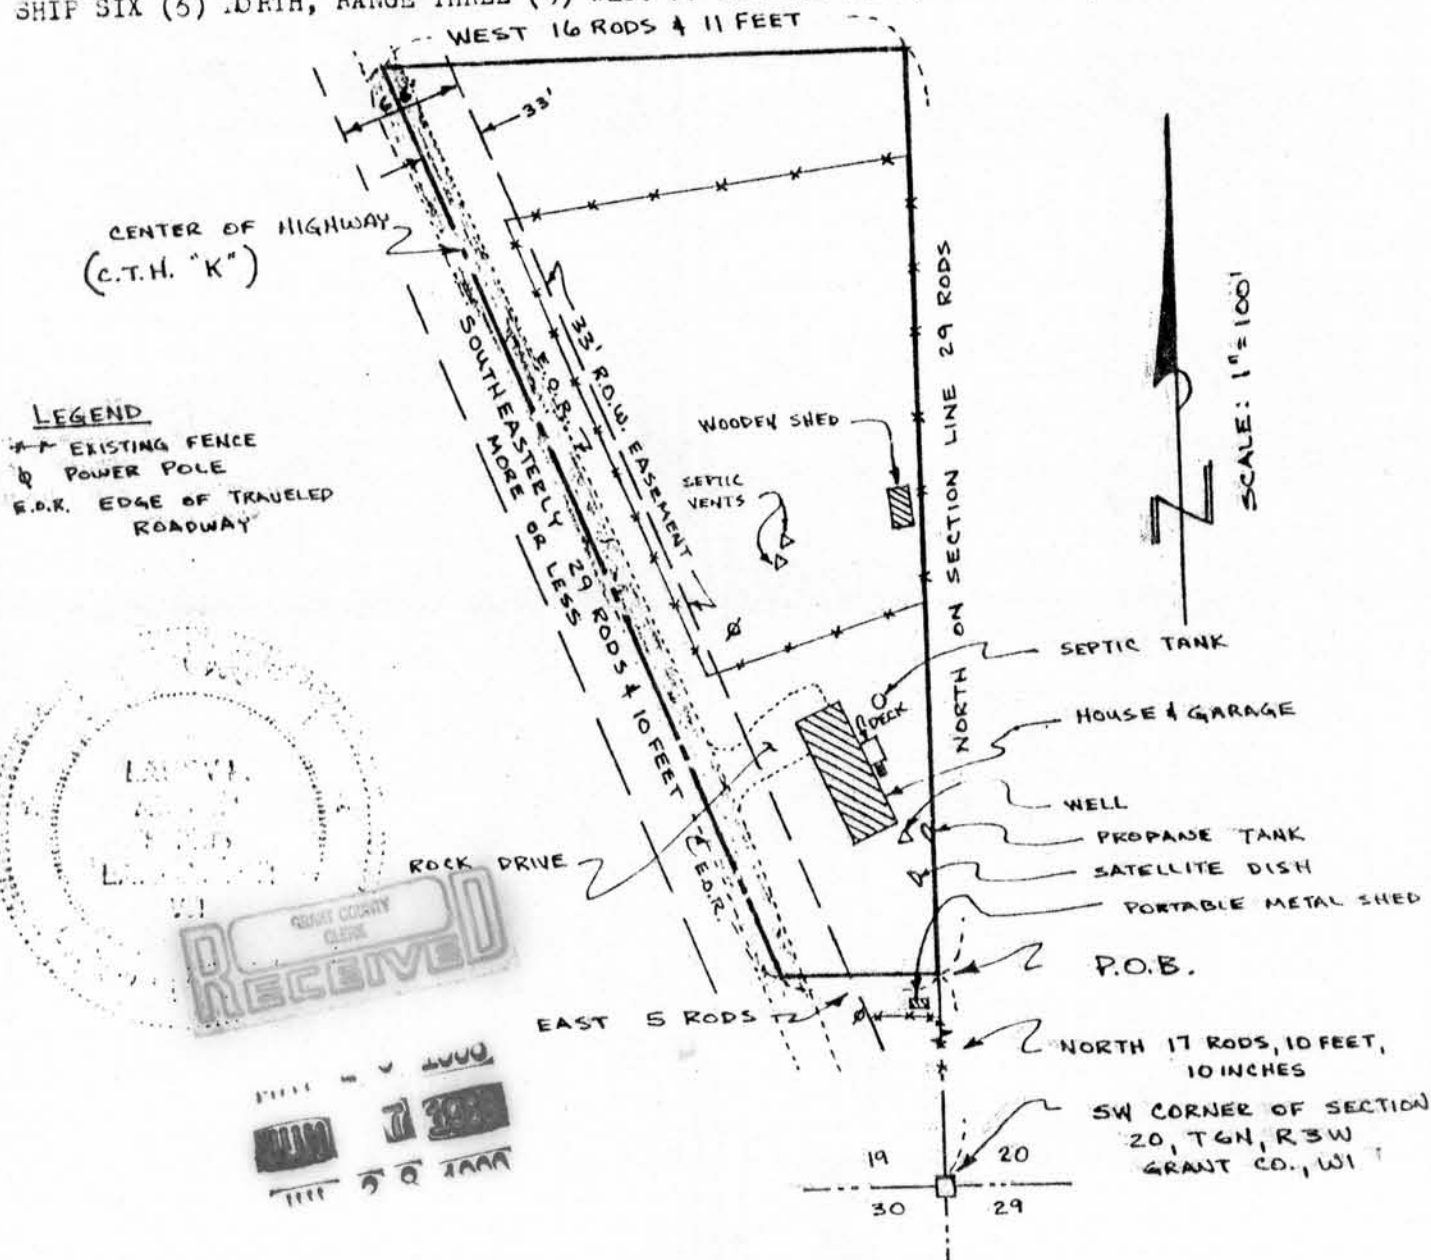 SHIP SIX (6) RANGE THREE
WEST 16 RODS & 11 FEET
33'
CENTER OF HIGHWAY
(C.T.H. "K")
33' R.O.W. EASEMENT
E.O.R.
SOUTHEASTERLY 29 RODS & 10 FEET
MORE OR LESS
NORTH ON SECTION LINE 29 RODS
SCALE: 1"=100'
LEGEND
EXISTING FENCE
POWER POLE
E.O.R. EDGE OF TRAVELED
ROADWAY
WOODEN SHED
SEPTIC
VENTS
SEPTIC TANK
DECK
HOUSE & GARAGE
WELL
PROPANE TANK
SATELLITE DISH
PORTABLE METAL SHED
ROCK DRIVE
E.O.R.
GRANT COUNTY
CLERK
RECEIVED
P.O.B.
EAST 5 RODS
NORTH 17 RODS, 10 FEET,
10 INCHES
SW CORNER OF SECTION
20, T6N, R3W
GRANT CO., WI
19 20
30 29